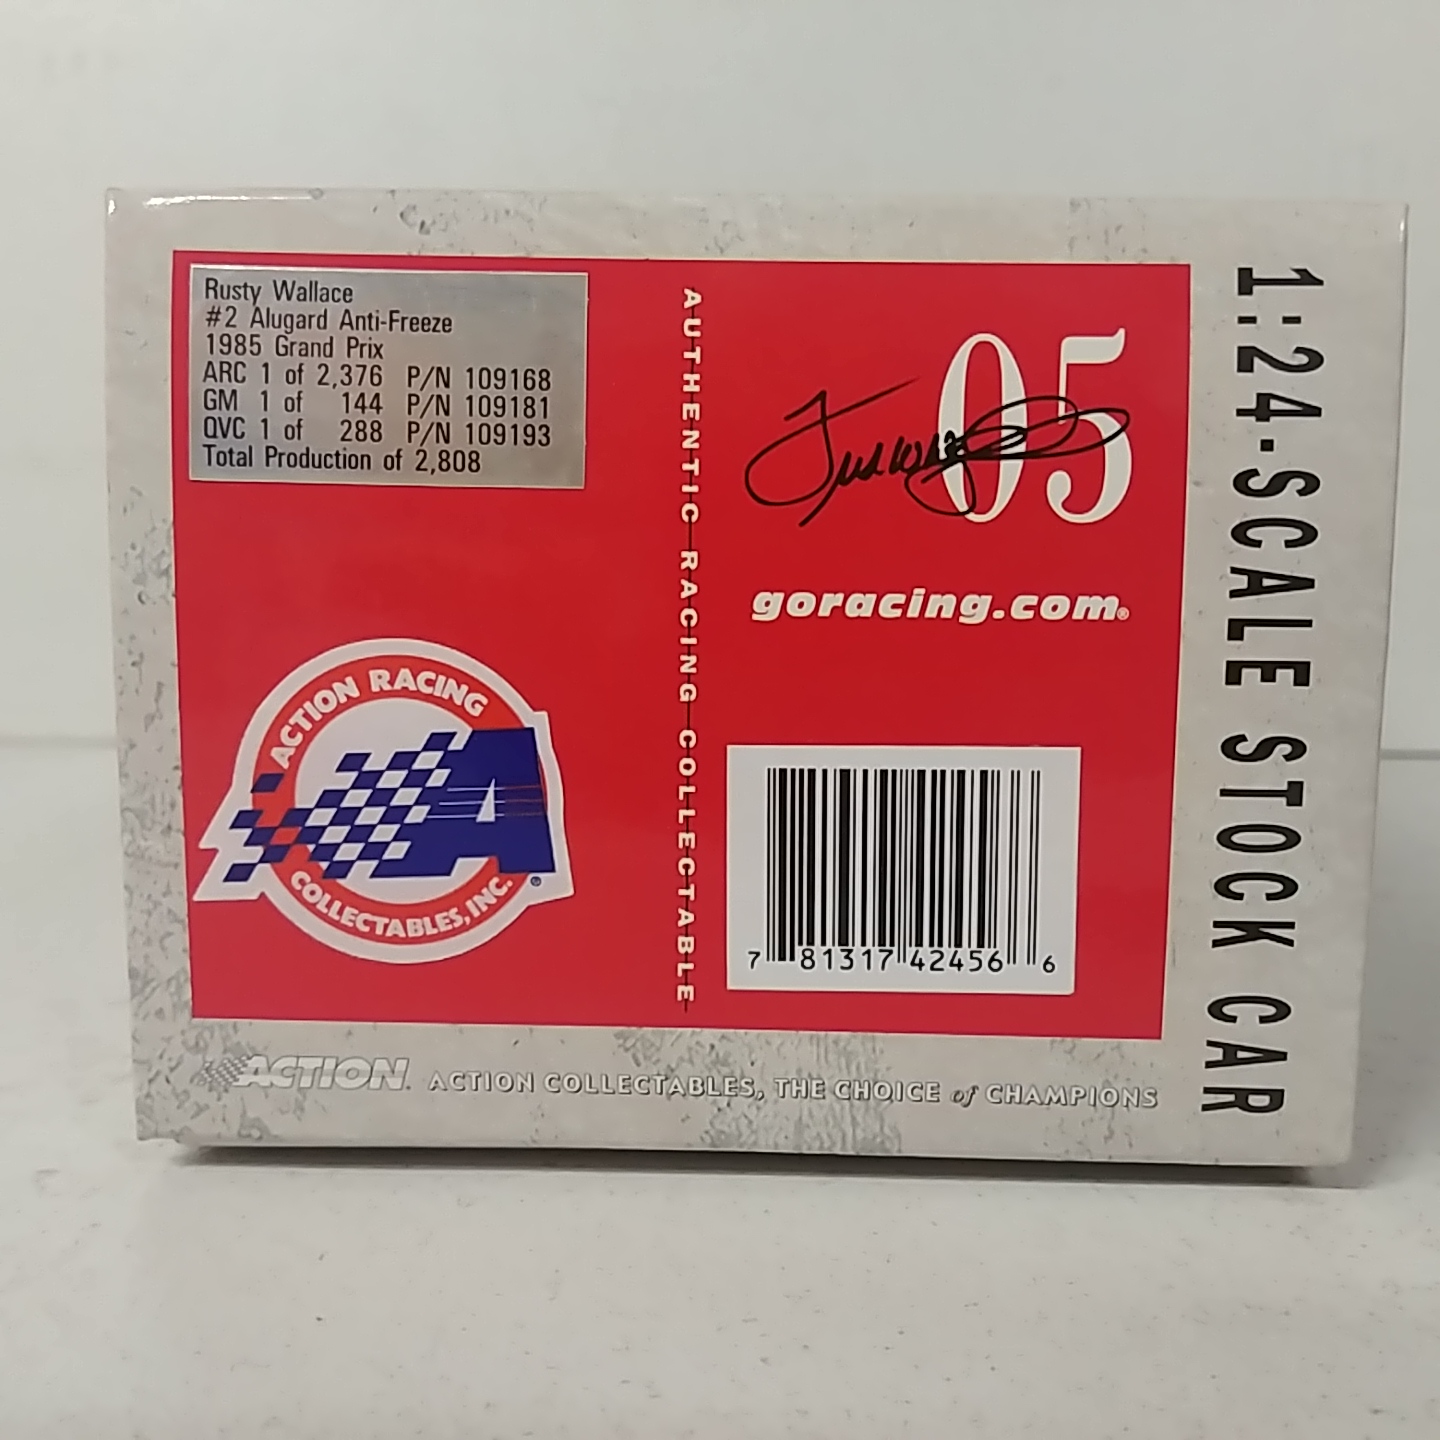 Rusty Wallace
#2 Alugard Anti-Freeze
1985 Grand Prix
ARC 1 of 2,376 P/N 109168
GM 1 of 144 P/N 109181
QVC 1 of 288 P/N 109193
Total Production of 2,808
AUTHENTIC RACING COLLECTABLE
05
goracing.com®
ACTION RACING
COLLECTABLES, INC.®
7 81317 42456 6
1:24-SCALE STOCK CAR
ACTION. ACTION COLLECTABLES, THE CHOICE of CHAMPIONS